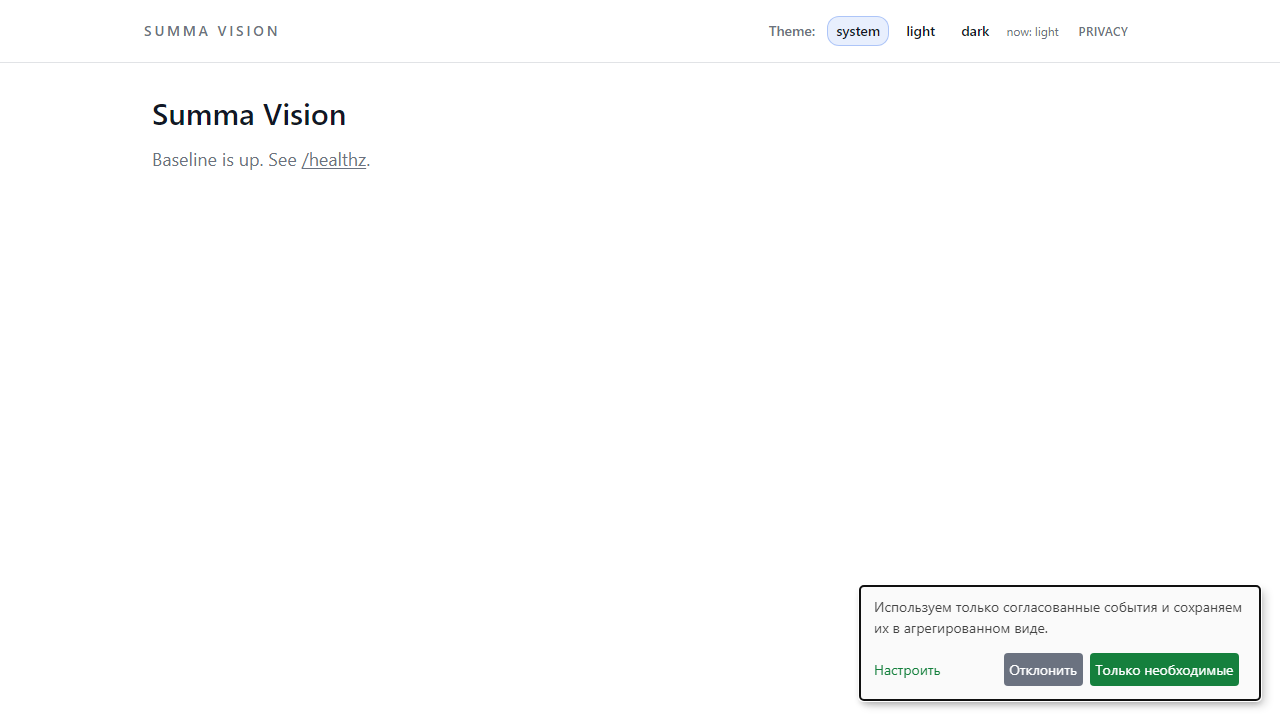 SUMMA VISION
Theme: system light dark now: light PRIVACY
Summa Vision
Baseline is up. See /healthz.
Используем только согласованные события и сохраняем
их в агрегированном виде.
Настроить Отклонить Только необходимые